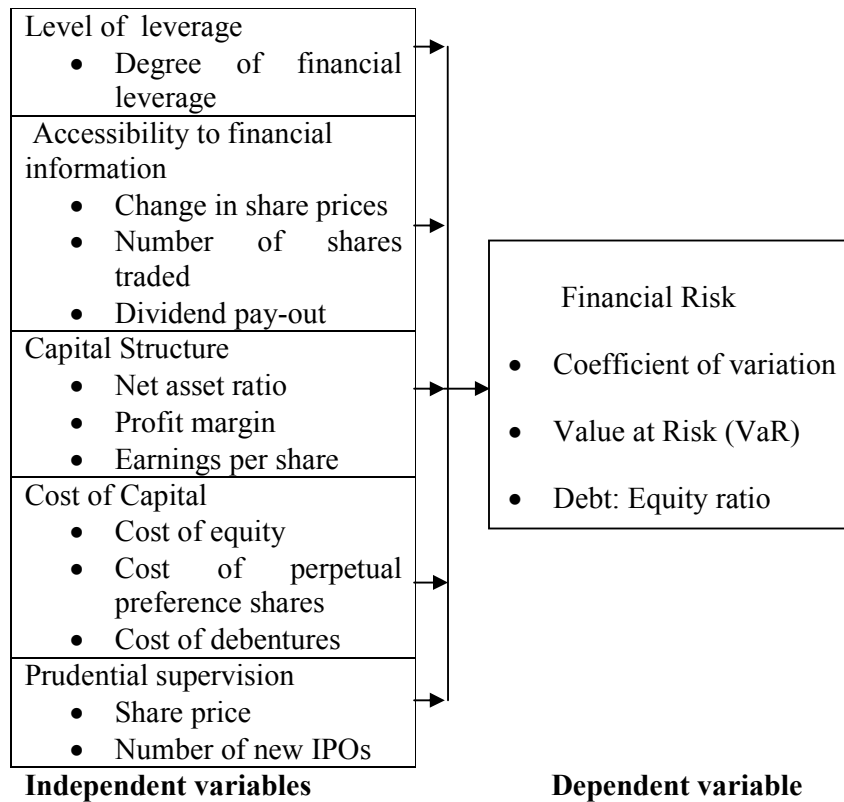 Level of leverage
• Degree of financial
leverage
Accessibility to financial
information
• Change in share prices
• Number of shares
traded
• Dividend pay-out
Capital Structure
• Net asset ratio
• Profit margin
• Earnings per share
Cost of Capital
• Cost of equity
• Cost of perpetual
preference shares
• Cost of debentures
Prudential supervision
• Share price
• Number of new IPOs
Independent variables
Financial Risk
• Coefficient of variation
• Value at Risk (VaR)
• Debt: Equity ratio
Dependent variable